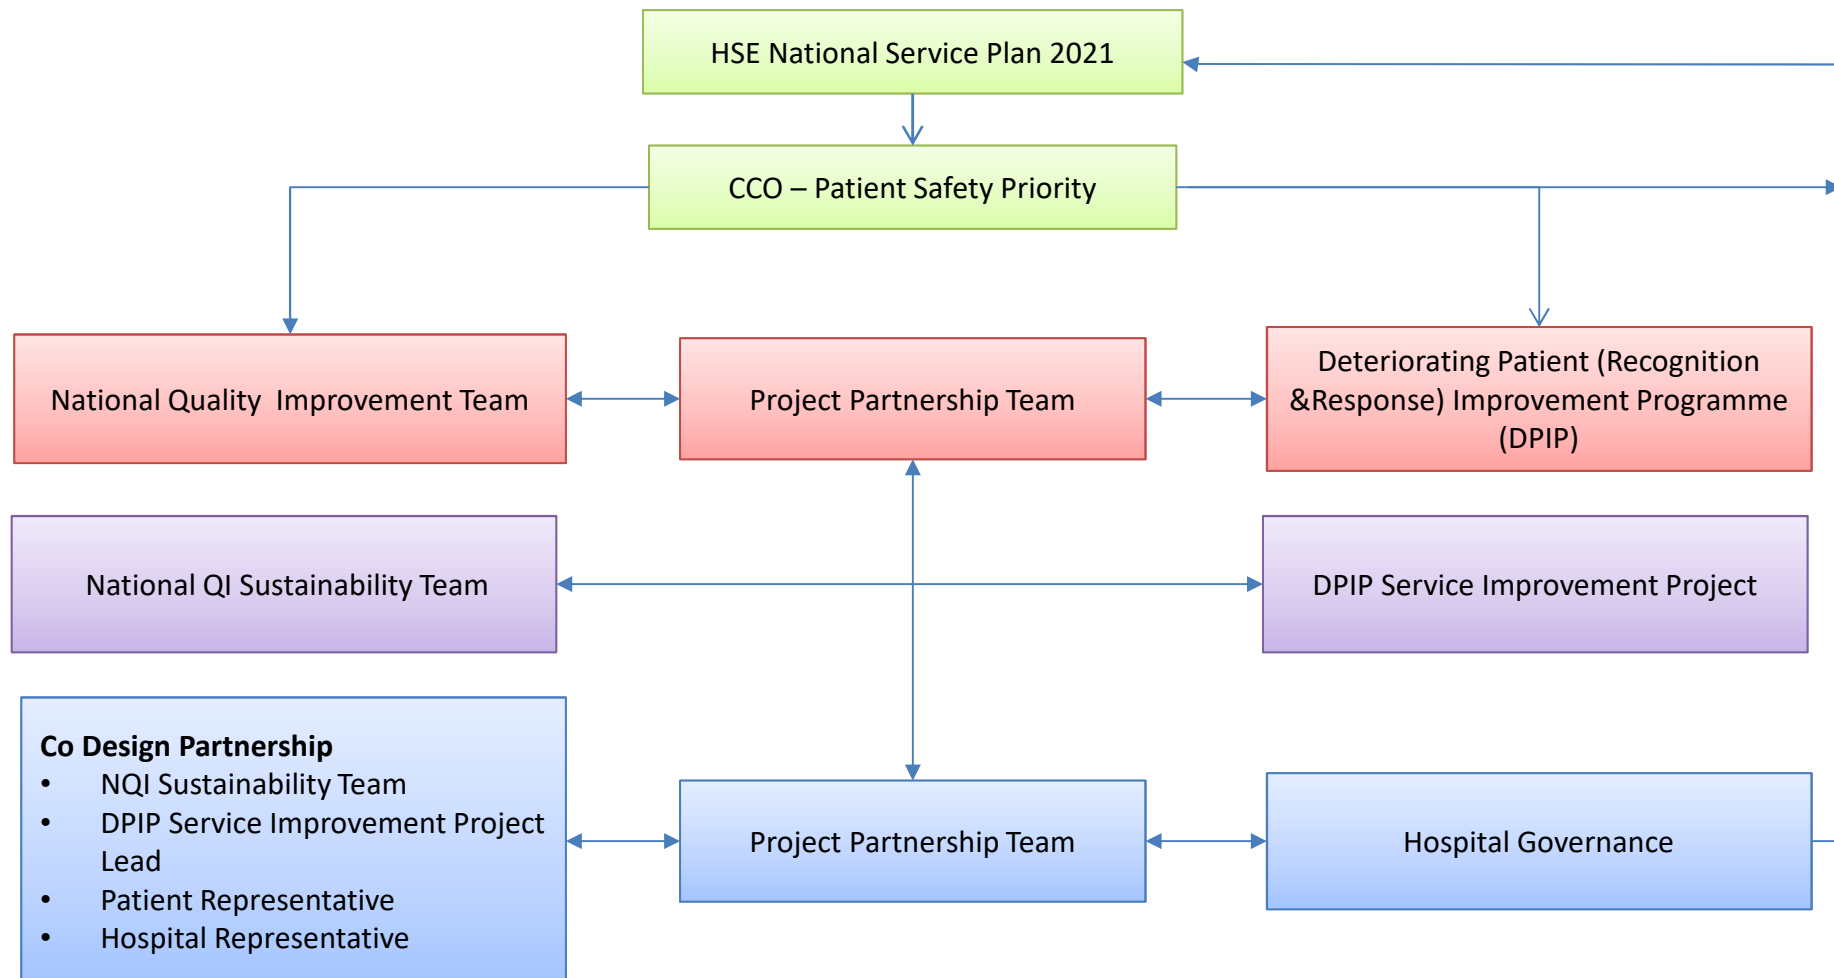 HSE National Service Plan 2021
CCO – Patient Safety Priority
National Quality  Improvement Team
Project Partnership Team
Deteriorating Patient (Recognition
&Response) Improvement Programme
(DPIP)
National QI Sustainability Team
DPIP Service Improvement Project
Co Design Partnership
• NQI Sustainability Team
• DPIP Service Improvement Project
Lead
• Patient Representative
• Hospital Representative
Project Partnership Team
Hospital Governance